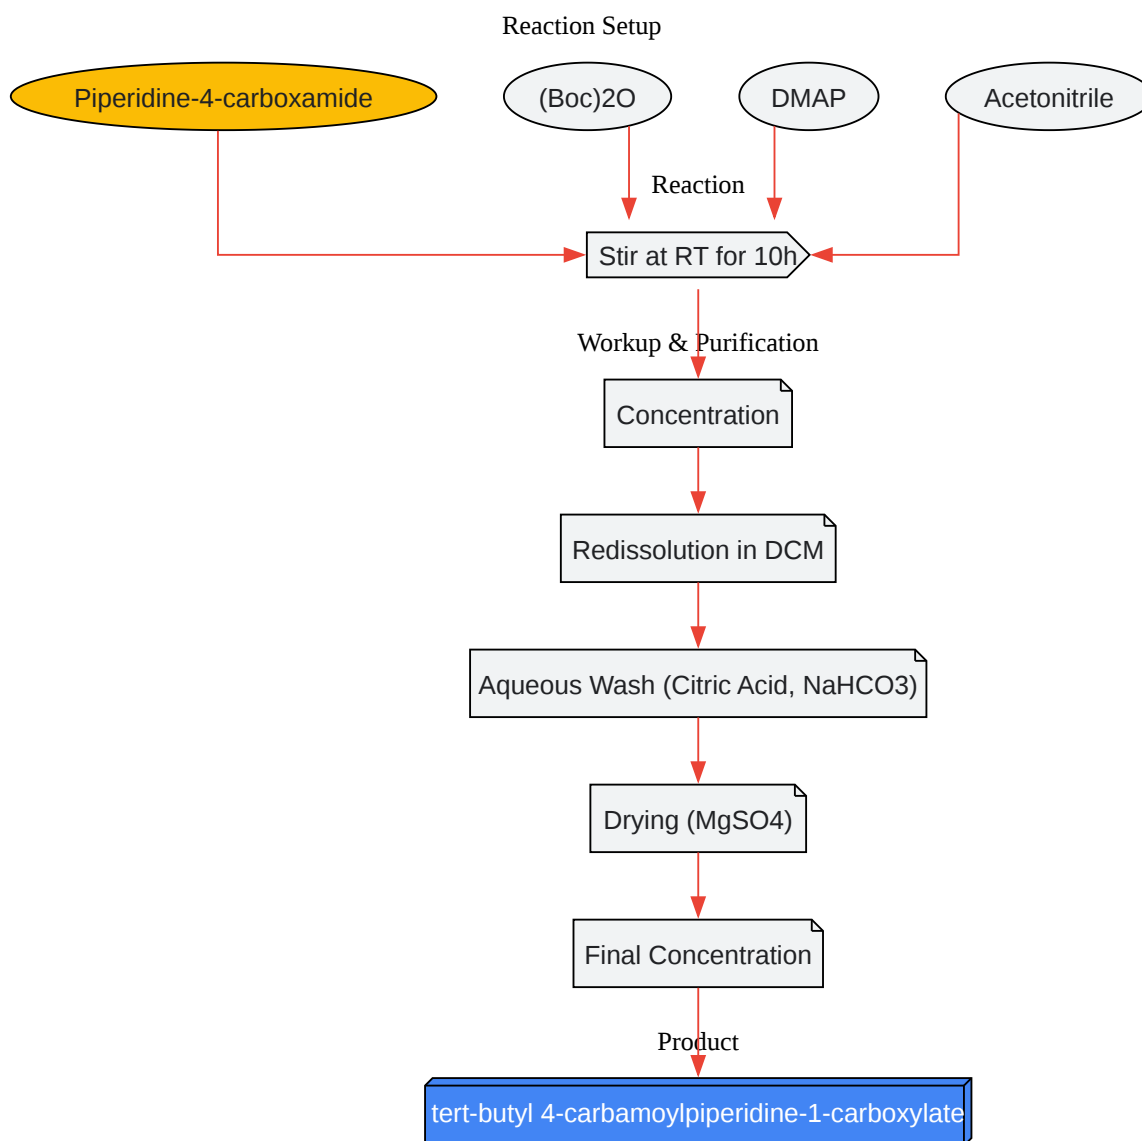 Reaction Setup
Piperidine-4-carboxamide
(Boc)2O
DMAP
Acetonitrile
Reaction
Stir at RT for 10h
Workup & Purification
Concentration
Redissolution in DCM
Aqueous Wash (Citric Acid, NaHCO3)
Drying (MgSO4)
Final Concentration
Product
tert-butyl 4-carbamoylpiperidine-1-carboxylate